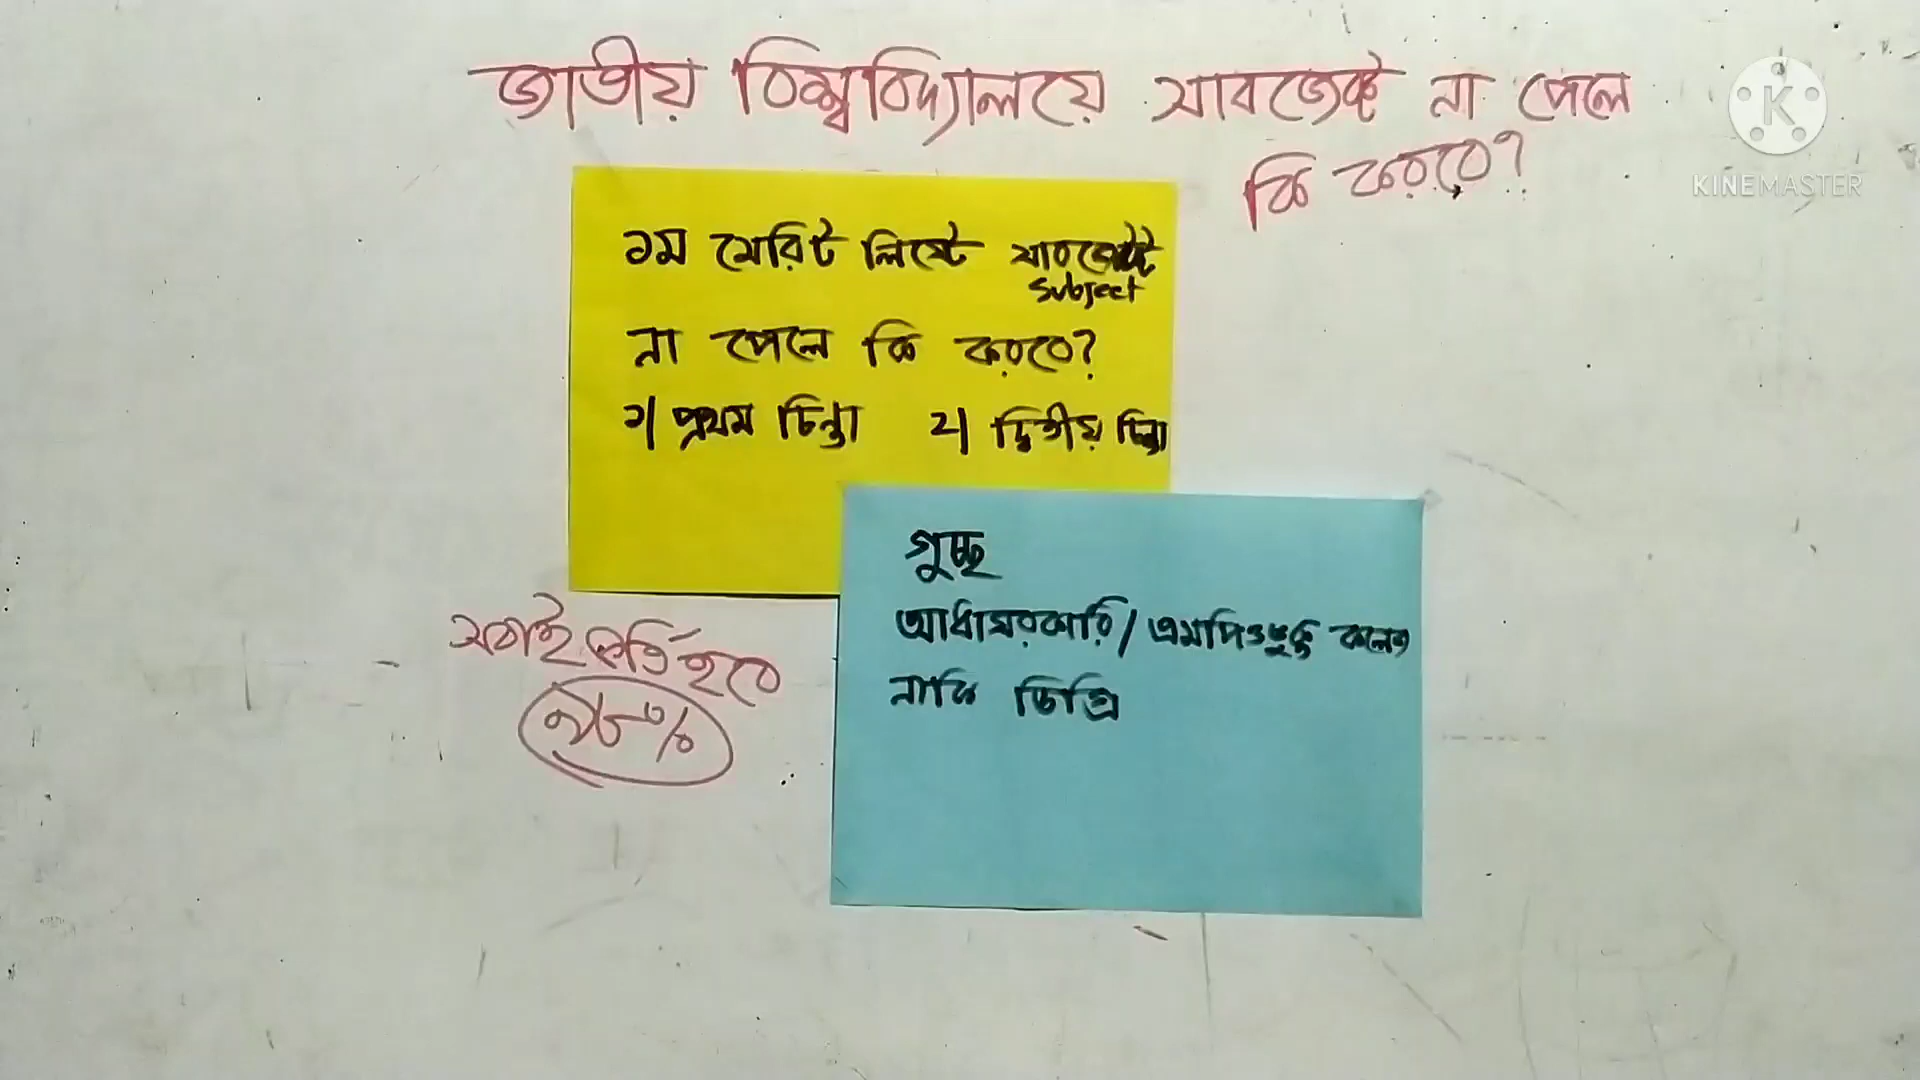 জাতীয় বিশ্ববিদ্যালয়ে সাবজেক্ট না পেলে
কি করবে?
KINEMASTER
১ম মেরিট লিষ্টে
Subject
না পেলে কি করবে?
১| প্রথম চিন্তা ২| দ্বিতীয় চিন্তা
গুচ্ছ
আধাসরকারি/এমপিওভুক্ত কলেজ
নাকি ডিগ্রি
সবাই ভর্তি হবে
৯৮%